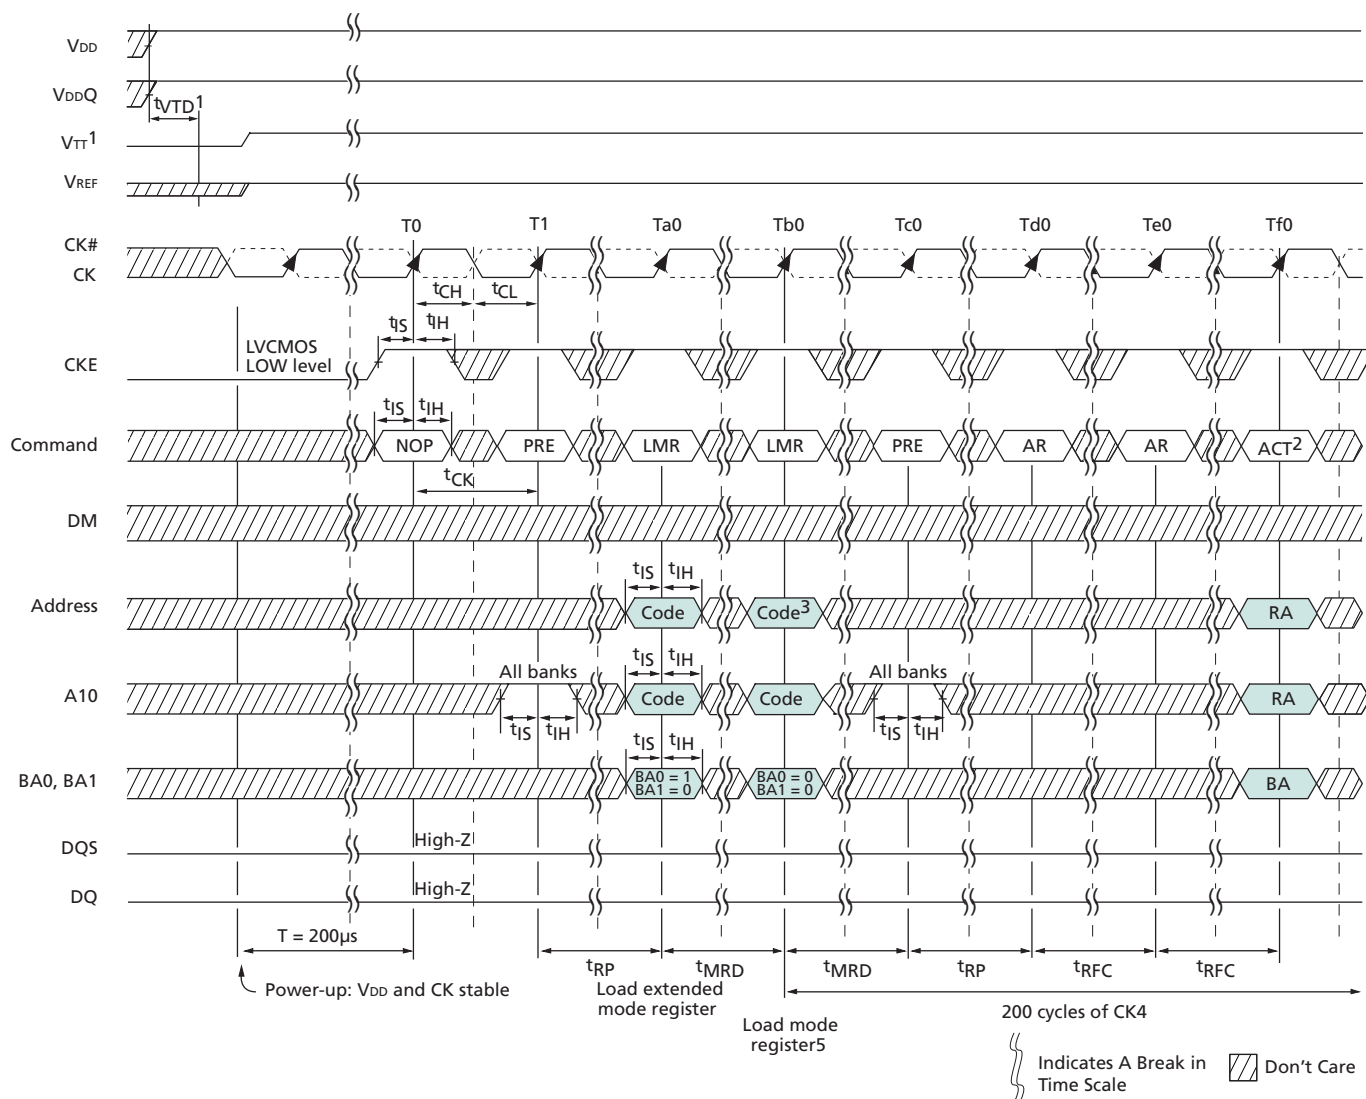 VDD
VDDQ
tVTD1
VTT1
VREF
T0 T1 Ta0 Tb0 Tc0 Td0 Te0 Tf0
CK#
CK
tCH tCL
tIS tIH
LVCMOS
LOW level
CKE
tIS tIH
Command NOP PRE LMR LMR PRE AR AR ACT2
tCK
DM
tIS tIH
Address Code Code3 RA
All banks tIS tIH All banks
A10 Code Code RA
tIS tIH tIS tIH
tIS tIH
BA0, BA1 BA0 = 1 BA0 = 0 BA
BA1 = 0 BA1 = 0
DQS High-Z
DQ High-Z
T = 200µs
tRP tMRD tMRD tRP tRFC tRFC
Power-up: VDD and CK stable
Load extended
mode register
200 cycles of CK4
Load mode
register5
Indicates A Break in
Time Scale
Don't Care